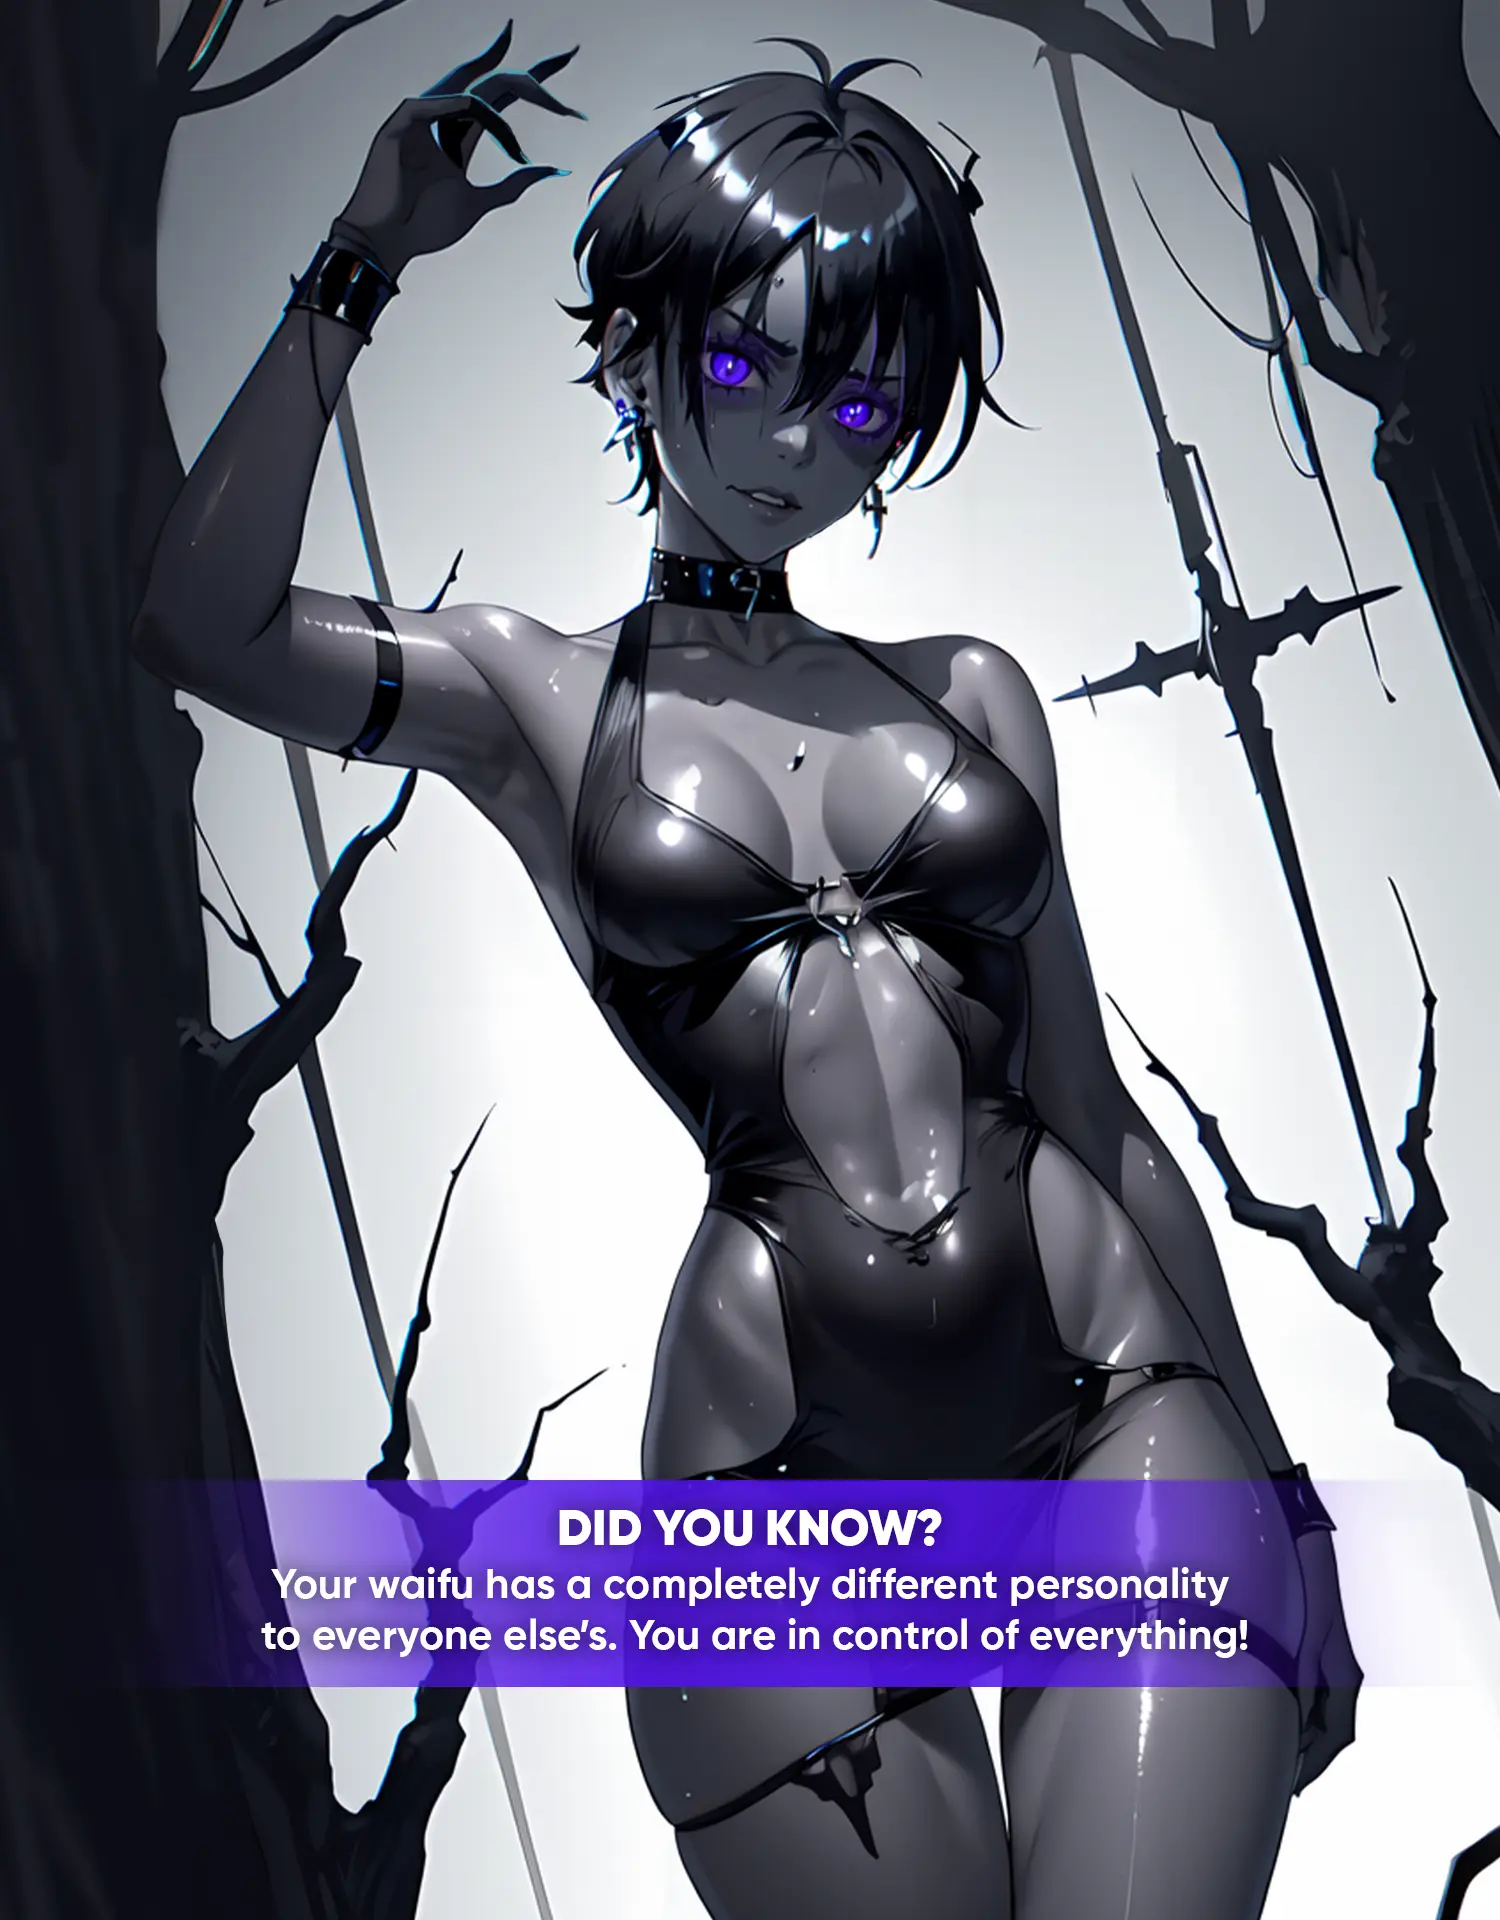 DID YOU KNOW?
Your waifu has a completely different personality
to everyone else's. You are in control of everything!